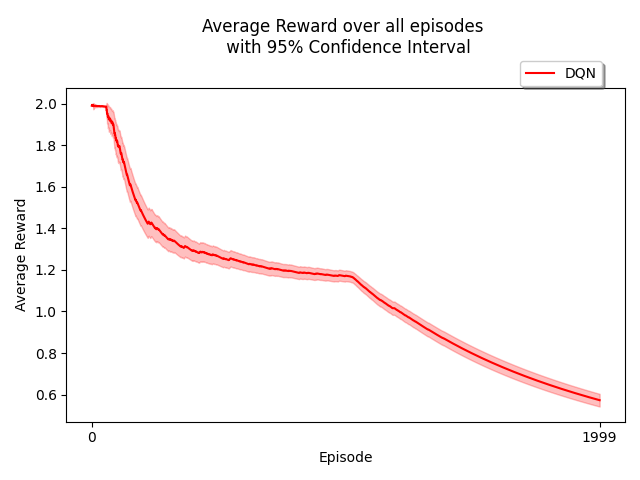 Average Reward over all episodes
with 95% Confidence Interval
DQN
2.0
1.8
1.6
1.4
1.2
1.0
0.8
0.6
Average Reward
0
1999
Episode